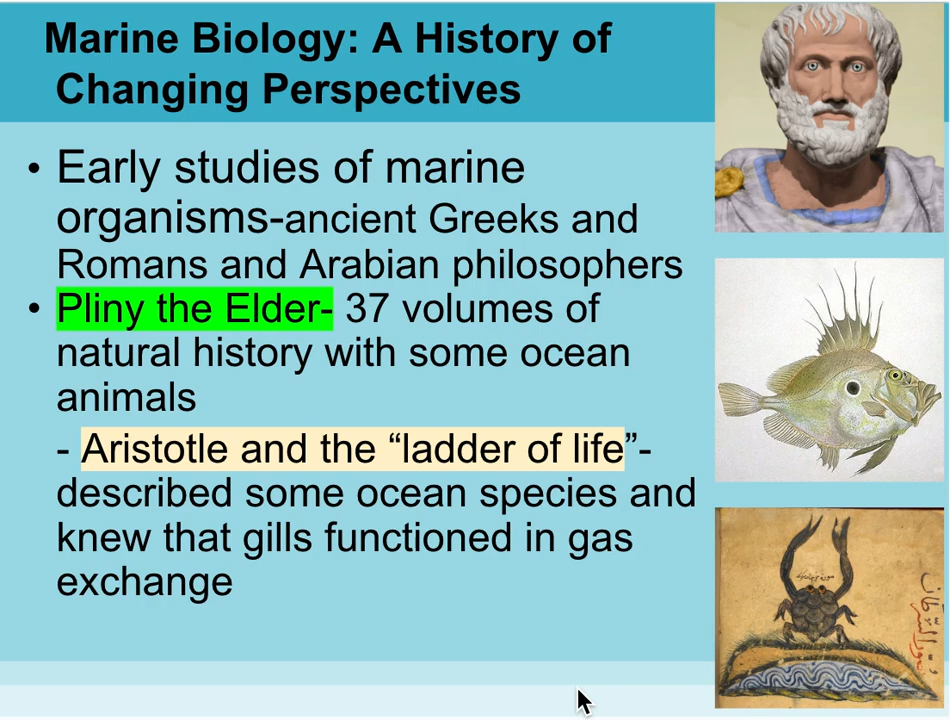 Marine Biology: A History of
Changing Perspectives
• Early studies of marine
organisms-ancient Greeks and
Romans and Arabian philosophers
• Pliny the Elder- 37 volumes of
natural history with some ocean
animals
- Aristotle and the “ladder of life”-
described some ocean species and
knew that gills functioned in gas
exchange